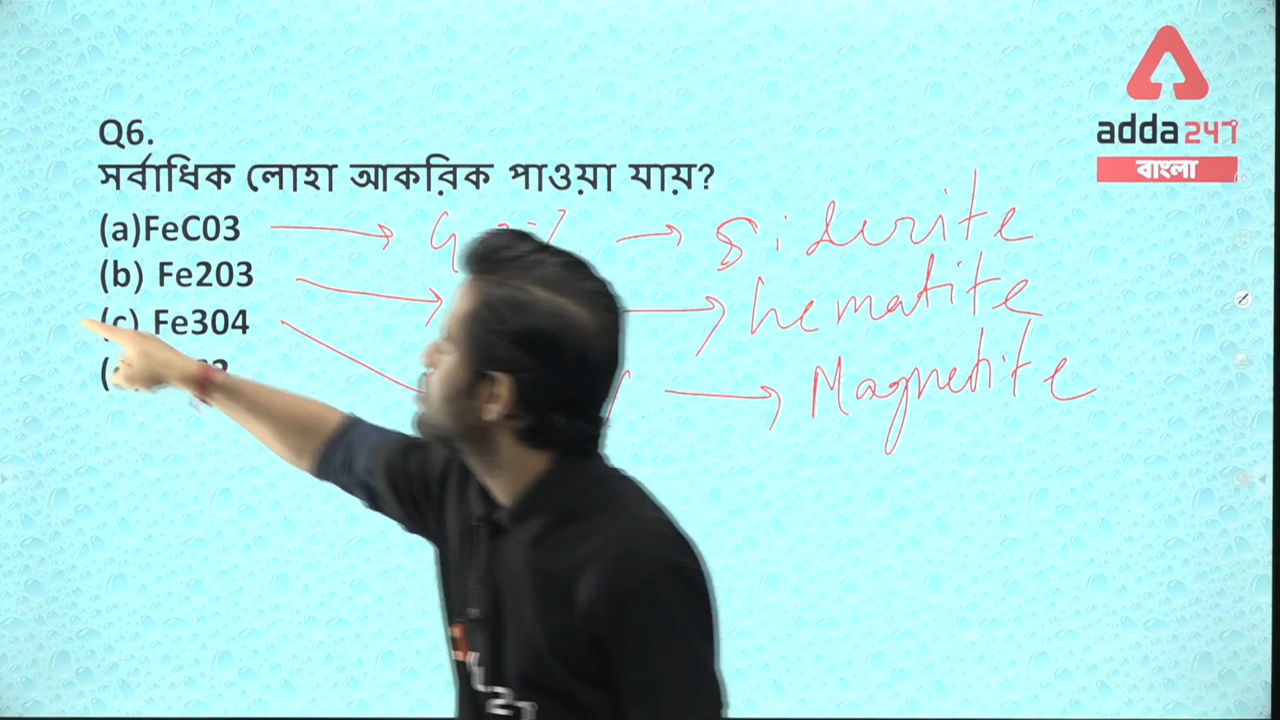 adda247
বাংলা
Q6.
সর্বাধিক লোহা আকরিক পাওয়া যায়?
(a)FeC03 → → Siderite
(b) Fe203 → → hematite
(c) Fe304 → Magnetite